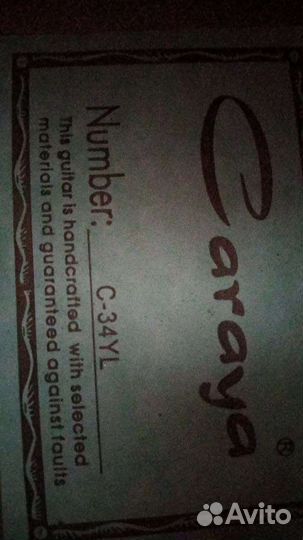 Caraya®
Number: C-34YL
This guitar is handcrafted with selected
materials and guaranteed against faults
Avito